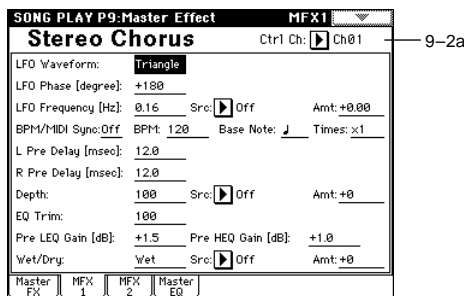 SONG PLAY P9:Master Effect MFX1
Stereo Chorus Ctrl Ch: Ch01
9–2a
LFO Waveform: Triangle
LFO Phase [degree]: +180
LFO Frequency [Hz]: 0.16 Src: Off Amt: +0.00
BPM/MIDI Sync: Off BPM: 120 Base Note: ♩ Times: x1
L Pre Delay [msec]: 12.0
R Pre Delay [msec]: 12.0
Depth: 100 Src: Off Amt: +0
EQ Trim: 100
Pre LEQ Gain [dB]: +1.5 Pre HEQ Gain [dB]: +1.0
Wet/Dry: Wet Src: Off Amt: +0
Master FX MFX 1 MFX 2 Master EQ